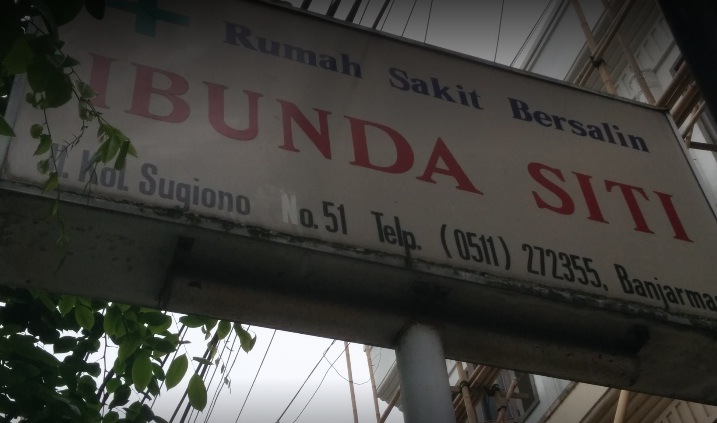 Rumah Sakit Bersalin
IBUNDA SITI
Kol. Sugiono No. 51 Telp. (0511) 272355, Banjarma